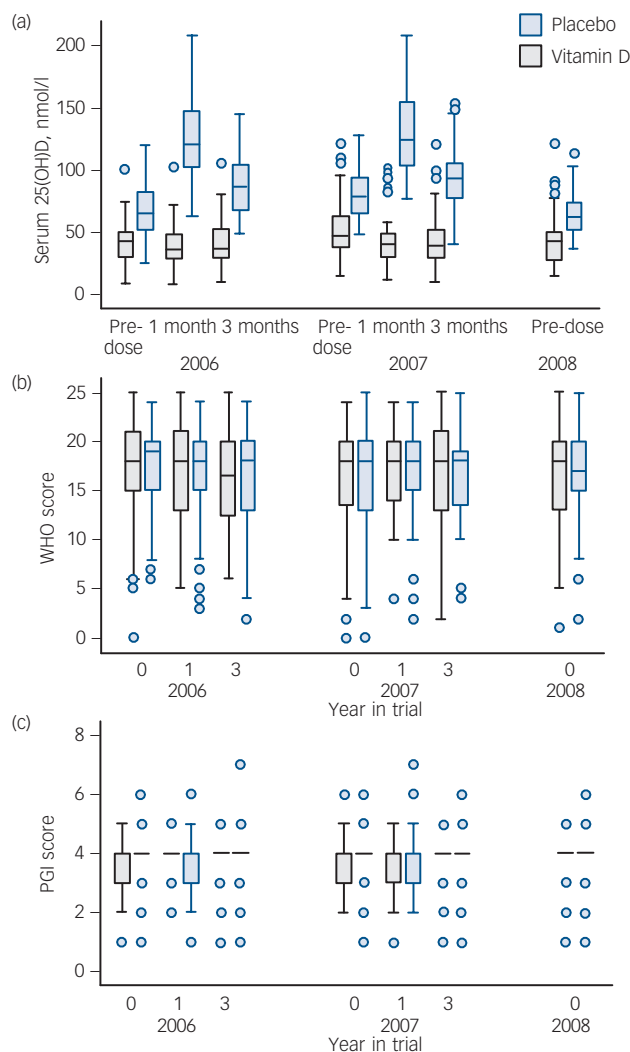 (a)
Placebo
Vitamin D
Serum 25(OH)D, nmol/l
200
150
100
50
0
Pre- 1 month 3 months
dose
2006
Pre- 1 month 3 months
dose
2007
Pre-dose
2008
(b)
WHO score
25
20
15
10
5
0
0 1 3 0 1 3 0
2006 2007 2008
Year in trial
(c)
PGI score
8
6
4
2
0
0 1 3 0 1 3 0
2006 2007 2008
Year in trial